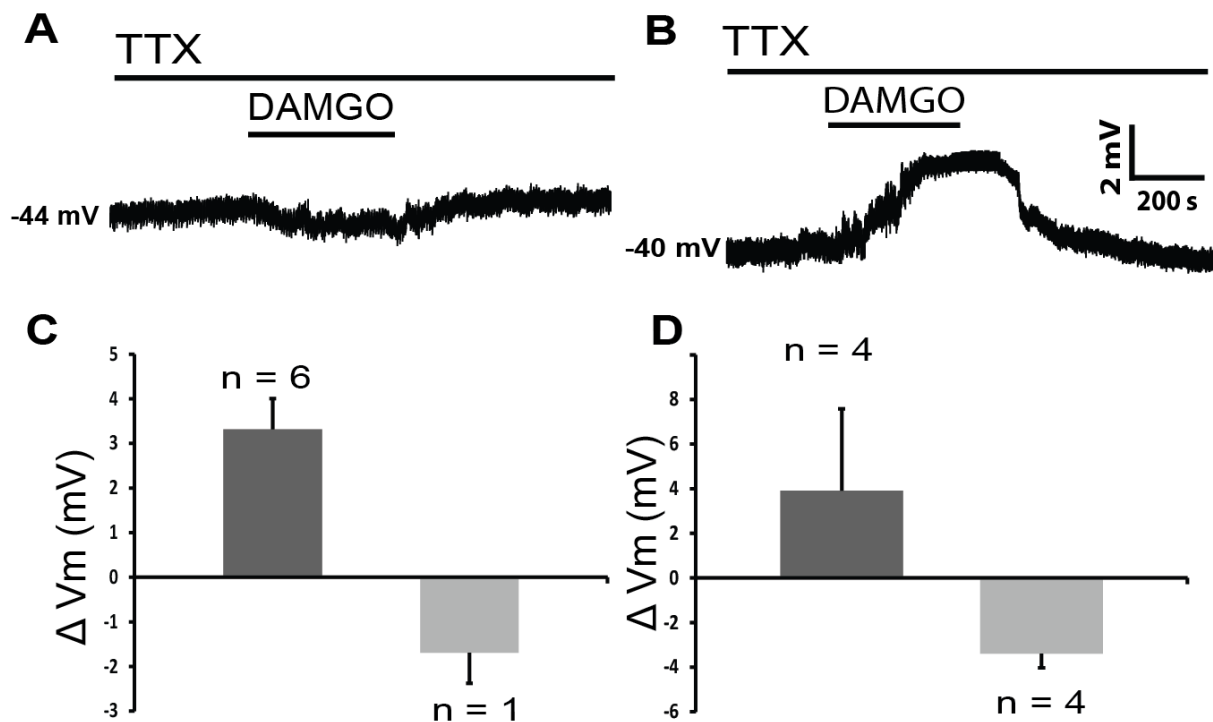 A
TTX
DAMGO
-44 mV
B
TTX
DAMGO
2 mV
200 s
-40 mV
C
Δ Vm (mV)
5
4
3
2
1
0
-1
-2
-3
n = 6
n = 1
D
Δ Vm (mV)
8
6
4
2
0
-2
-4
-6
n = 4
n = 4